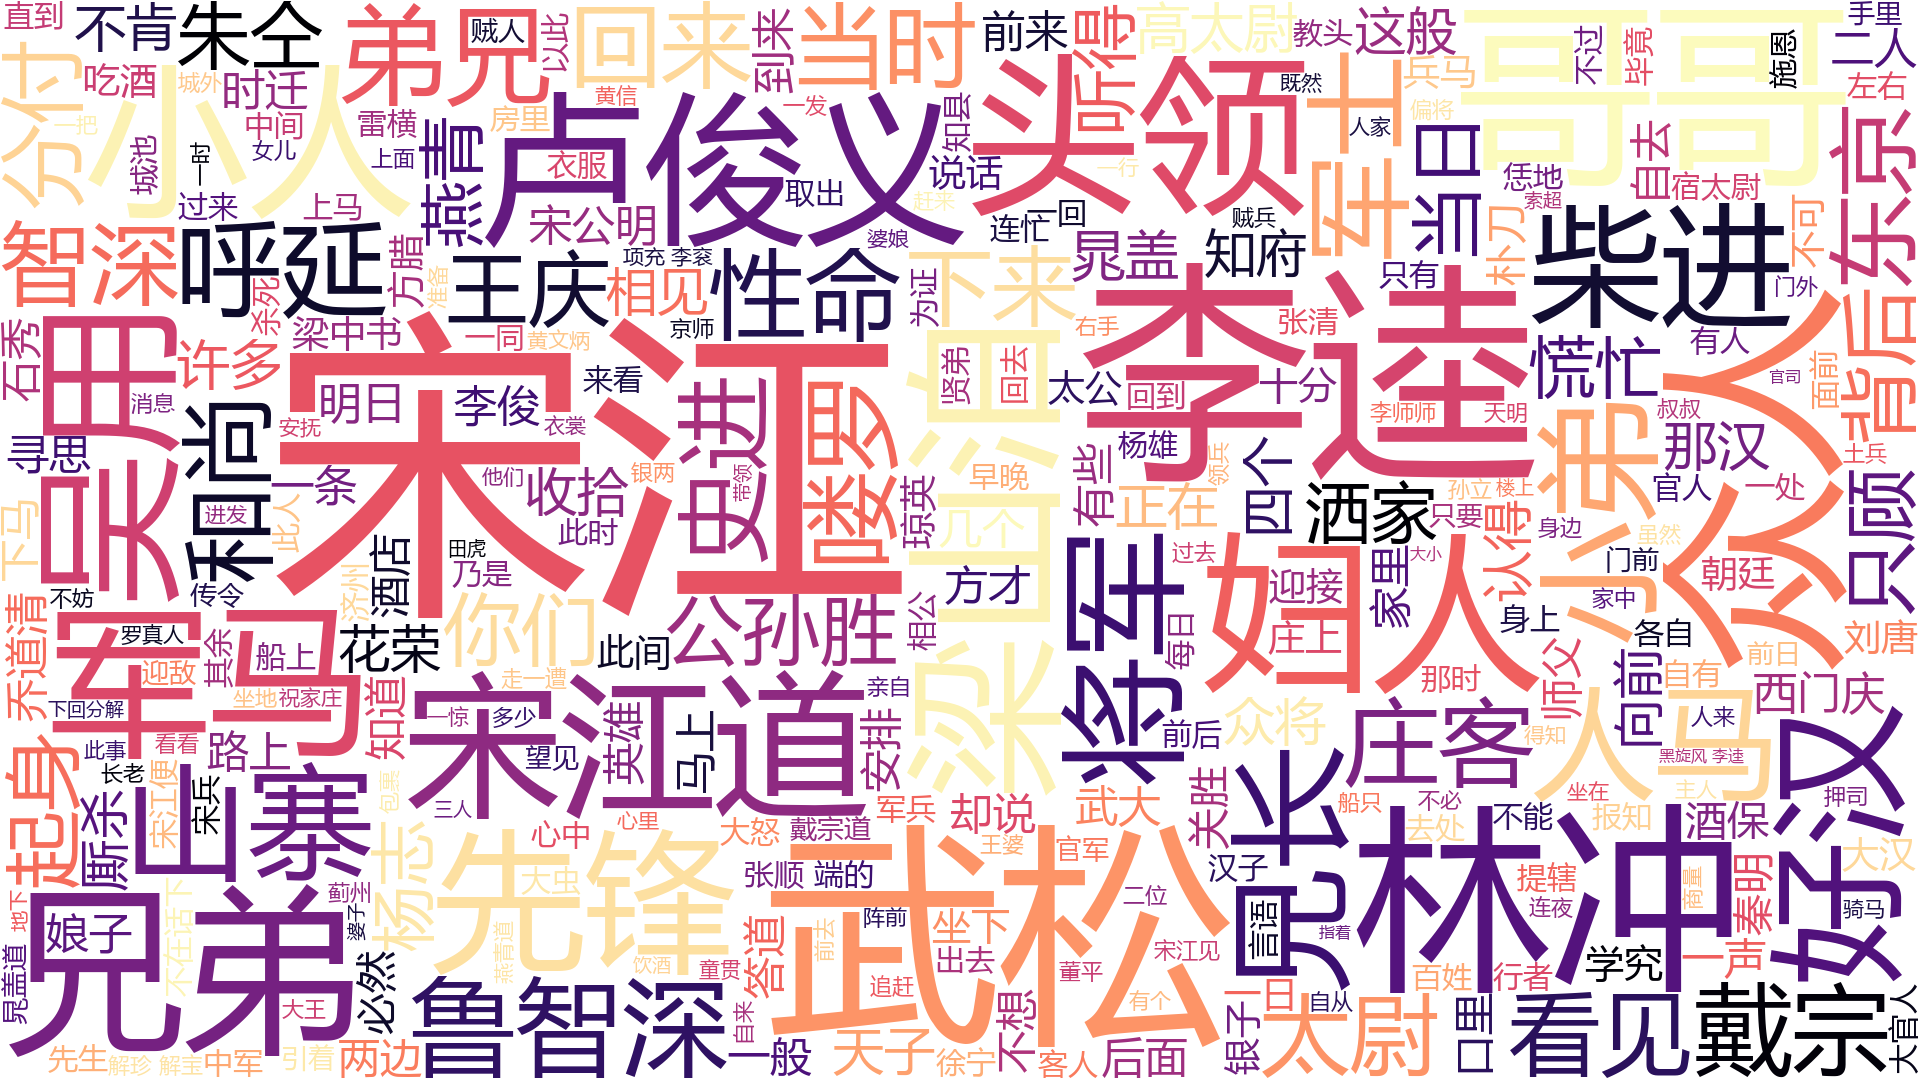 直到
不肯
朱仝
弟兄
贼人
以此
回来
到来
当时
前来
听得
高太尉
教头
这般
哥哥
不过
毕竟
施恩
手里
二人
分付
吃酒
城外
时迁
小人
一把
中间
女儿
城池
一时
雷横
上面
黄信
房里
衣服
燕青
卢俊义
一发
知县
说话
头领
既然
军士
兵马
偏将
人家
当日
一行
恁地
索超
自去
宿太尉
左右
东京
智深
过来
上马
呼延
方腊
宋公明
取出
赶来
连忙
一回
贼兵
知府
晁盖
只有
朴刀
柴进
不可
门外
杀死
准备
王庆
项充 李衮
相见
京师
性命
婆娘
为证
下来
右手
李逵
张清
慌忙
有人
背后
石秀
吴用
许多
梁中书
一同
黄文炳
宋江
来看
史进
喽罗
贤弟
回去
梁山泊
太公
回到
十分
李师师
天明
官司
面前
夫人
叔叔
消息
和尚
安抚
明日
李俊
衣裳
寻思
一条
他们
收拾
银两
带领
早晚
杨雄
有些
领兵
四个
洒家
孙立
楼上
只要
小弟
那汉
土兵
官人
一处
只顾
进发
此人
此时
琼英
几个
正在
身边
虽然
认得
下马
不妨
传令
济州
酒店
田虎
乃是
方才
将军
过去
妇人
迎接
大小
家里
门前
家中
朝廷
众人
乔道清
军马
罗真人
迎敌
其余
船上
花荣
你们
此间
公孙胜
相公
每日
庄上
身上
各自
刘唐
下回分解
坐地
祝家庄
知道
走一遭
亲自
众将
那时
师父
向前
自有
前日
西门庆
此事
看看
路上
宋江道
一惊
多少
望见
英雄
马上
安排
前后
庄客
得知
人马
人来
黑旋风 李逵
主人
好汉
起身
长老
宋江便
宋兵
山寨
包裹
三人
心中
心里
大怒
戴宗道
军兵
却说
武大
关胜
兄长
船只
不必
去处
不能
坐在
报知
酒保
押司
大汉
厮杀
杨志
先锋
大虫
张顺
端的
武松
王婆
官军
二位
汉子
林冲
提辖
连夜
商量
秦明
骑马
地下
兄弟
娘子
不在话下
蓟州
婆子
必然
燕青道
饮酒
童贯
答道
前去
阵前
坐下
出去
董平
宋江见
言语
指着
百姓
行者
学究
一声
晁盖道
大王
鲁智深
自来
追赶
不想
有个
一日
自从
银子
太尉
口里
看见
戴宗
大官人
先生
解珍 解宝
中军
引着
两边
一般
天子
徐宁
客人
后面